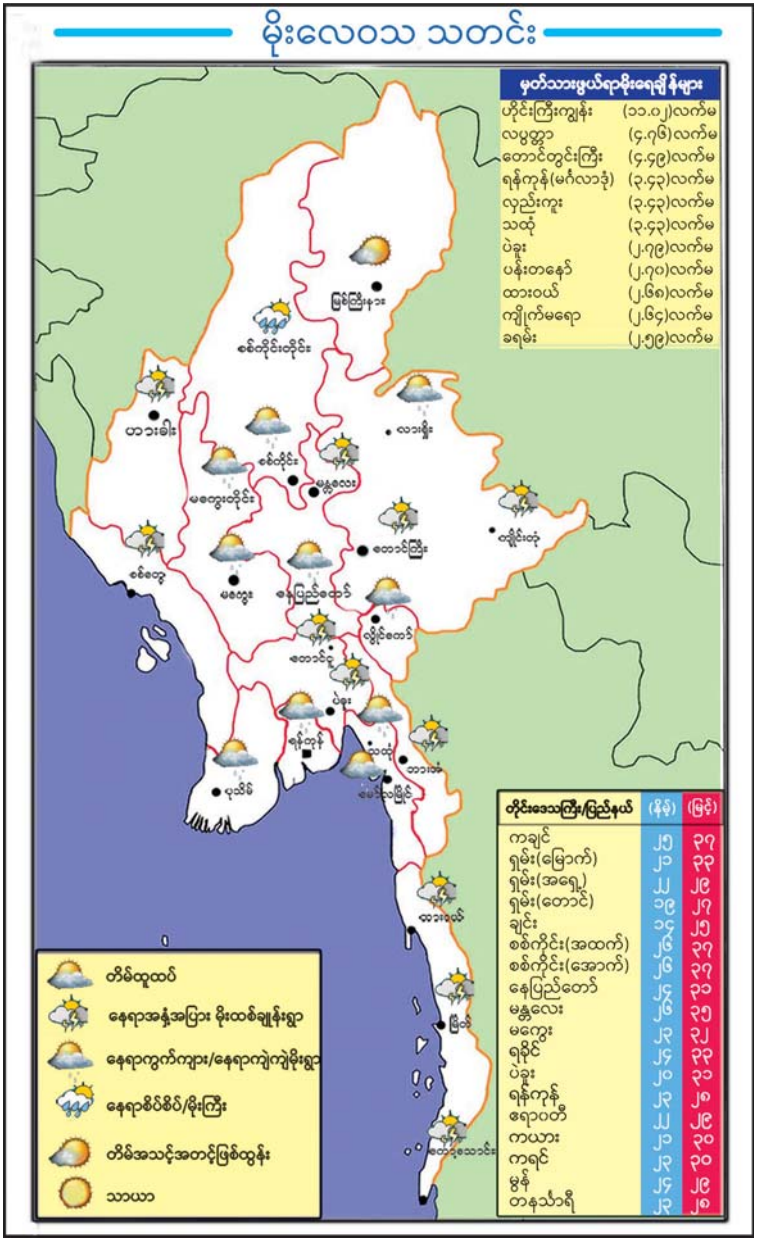 မိုးလေဝသ သတင်း
မှတ်သားဖွယ်ရာမိုးရေချိန်များ
ဟိုင်းကြီးကျွန်း (၁၁.၀၂)လက်မ
လပွတ္တာ (၄.၇၆)လက်မ
တောင်တွင်းကြီး (၄.၄၉)လက်မ
ရန်ကုန်(မင်္ဂလာဒုံ) (၃.၄၃)လက်မ
လှည်းကူး (၃.၄၃)လက်မ
သထုံ (၃.၄၃)လက်မ
ပဲခူး (၂.၇၉)လက်မ
ပန်းတနော် (၂.၇၀)လက်မ
ထားဝယ် (၂.၆၈)လက်မ
ကျိုက်မရော (၂.၆၄)လက်မ
ခရမ်း (၂.၅၉)လက်မ
မြစ်ကြီးနား
စစ်ကိုင်းတိုင်း
ဟားခါး
လားရှိုး
စစ်ကိုင်း
မန္တလေး
မကွေးတိုင်း
ကျိုင်းတုံ
တောင်ကြီး
စစ်တွေ
မကွေး
နေပြည်တော်
လွိုင်ကော်
တောင်ငူ
ပဲခူး
ရန်ကုန်
သထုံ
ဘားအံ
ပုသိမ်
မော်လမြိုင်
ထားဝယ်
မြိတ်
ကော့သောင်း
တိုင်းဒေသကြီး/ပြည်နယ် (နိမ့်) (မြင့်)
ကချင် ၂၅ ၃၇
ရှမ်း(မြောက်) ၂၁ ၃၃
ရှမ်း(အရှေ့) ၂၂ ၂၉
ရှမ်း(တောင်) ၁၉ ၂၇
ချင်း ၁၄ ၂၅
စစ်ကိုင်း(အထက်) ၂၆ ၃၇
စစ်ကိုင်း(အောက်) ၂၆ ၃၇
နေပြည်တော် ၂၄ ၃၁
မန္တလေး ၂၆ ၃၅
မကွေး ၂၃ ၃၂
ရခိုင် ၂၄ ၃၃
ပဲခူး ၂၀ ၃၁
ရန်ကုန် ၂၃ ၂၈
ဧရာဝတီ ၂၂ ၂၉
ကယား ၂၁ ၃၀
ကရင် ၂၃ ၃၀
မွန် ၂၄ ၂၉
တနင်္သာရီ ၂၃ ၂၈
တိမ်ထူထပ်
နေရာအနှံ့အပြား မိုးထစ်ချုန်းရွာ
နေရာကွက်ကျား/နေရာကျဲကျဲမိုးရွာ
နေရာစိပ်စိပ်/မိုးကြီး
တိမ်အသင့်အတင့်ဖြစ်ထွန်း
သာယာ